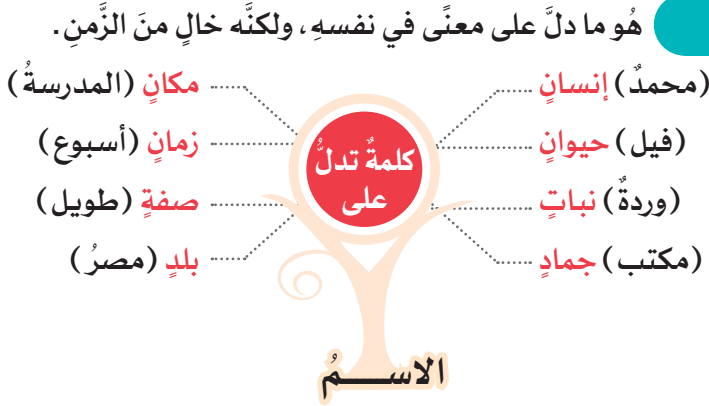 هُو ما دلَّ على معنًى في نفسهِ، ولكنَّه خالٍ منَ الزَّمنِ.
(محمدٌ) إنسانٍ
(فيل) حيوانٍ
(وردةٌ) نباتٍ
(مكتب) جمادٍ
كلمةٌ تدلُّ
على
مكانٍ (المدرسةُ)
زمانٍ (أسبوع)
صفةٍ (طويل)
بلدٍ (مصرُ)
الاســـمُ